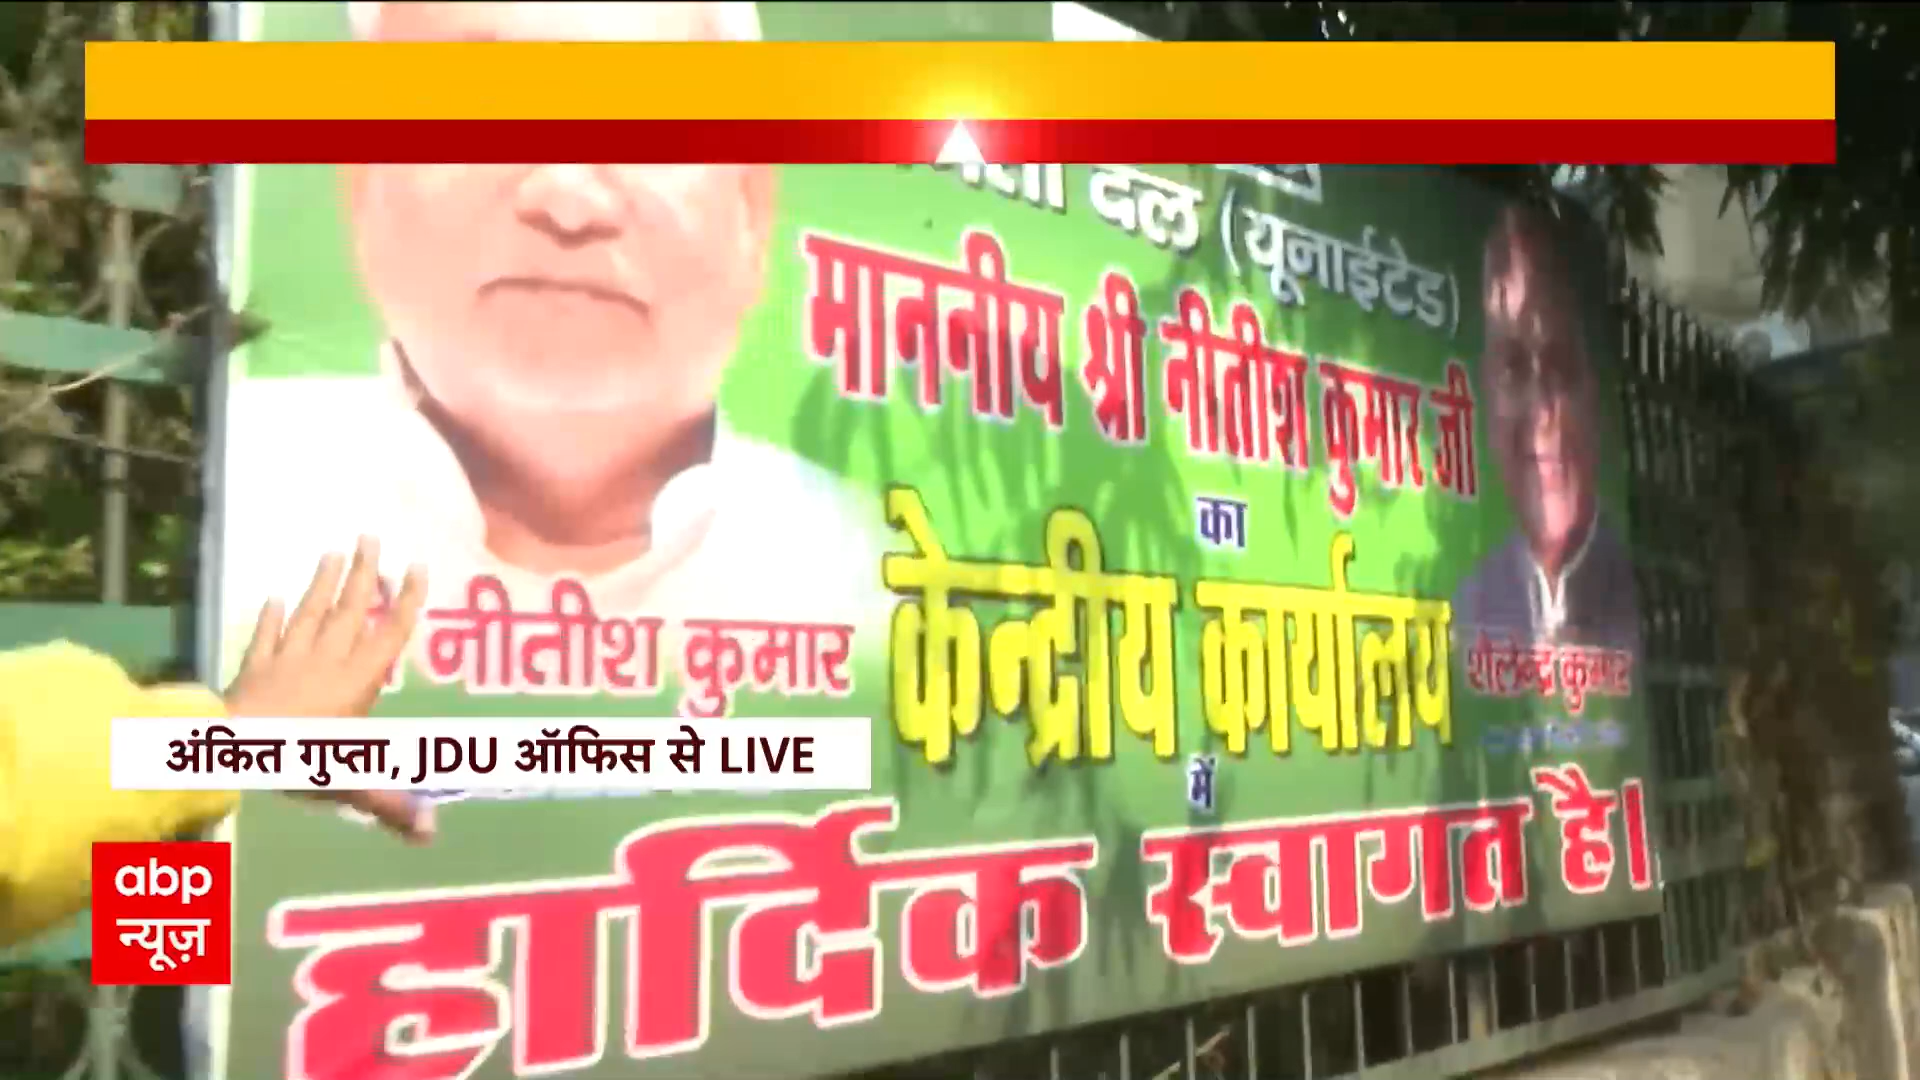 दल (यूनाईटेड)
माननीय श्री नीतीश कुमार जी
का
केन्द्रीय कार्यालय
में
हार्दिक स्वागत है।
नीतीश कुमार
शैलेन्द्र कुमार
अंकित गुप्ता, JDU ऑफिस से LIVE
abp
न्यूज़